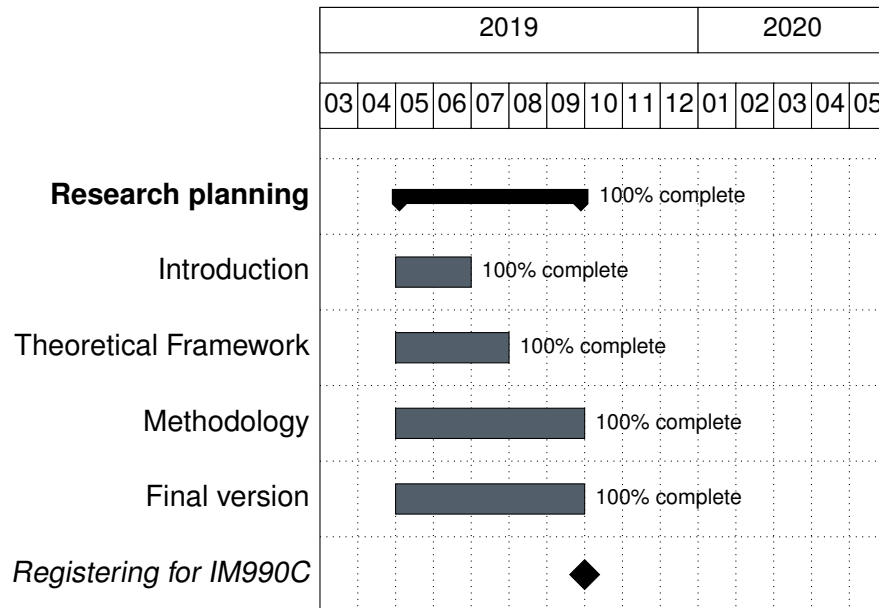 2019 2020
03 04 05 06 07 08 09 10 11 12 01 02 03 04 05
Research planning 100% complete
Introduction 100% complete
Theoretical Framework 100% complete
Methodology 100% complete
Final version 100% complete
Registering for IM990C